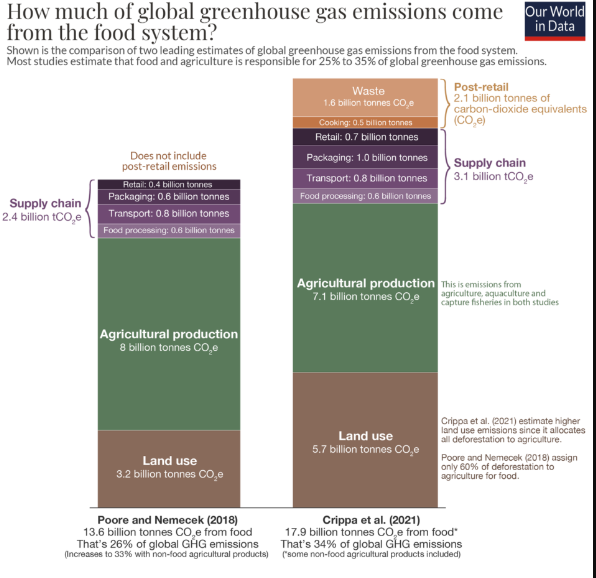 How much of global greenhouse gas emissions come
from the food system?
Our World
in Data
Shown is the comparison of two leading estimates of global greenhouse gas emissions from the food system.
Most studies estimate that food and agriculture is responsible for 25% to 35% of global greenhouse gas emissions.
Does not include
post-retail emissions
Supply chain
2.4 billion tCO₂e
Retail: 0.4 billion tonnes
Packaging: 0.6 billion tonnes
Transport: 0.8 billion tonnes
Food processing: 0.6 billion tonnes
Agricultural production
8 billion tonnes CO₂e
Land use
3.2 billion tonnes CO₂e
Poore and Nemecek (2018)
13.6 billion tonnes CO₂e from food
That's 26% of global GHG emissions
(Increases to 33% with non-food agricultural products)
Waste
1.6 billion tonnes CO₂e
Cooking: 0.5 billion tonnes
Retail: 0.7 billion tonnes
Packaging: 1.0 billion tonnes
Transport: 0.8 billion tonnes
Food processing: 0.6 billion tonnes
Agricultural production
7.1 billion tonnes CO₂e
Land use
5.7 billion tonnes CO₂e
Crippa et al. (2021)
17.9 billion tonnes CO₂e from food*
That's 34% of global GHG emissions
(*some non-food agricultural products included)
Post-retail
2.1 billion tonnes of
carbon-dioxide equivalents
(CO₂e)
Supply chain
3.1 billion tCO₂e
This is emissions from
agriculture, aquaculture and
capture fisheries in both studies
Crippa et al. (2021) estimate higher
land use emissions since it allocates
all deforestation to agriculture.
Poore and Nemecek (2018) assign
only 60% of deforestation to
agriculture for food.